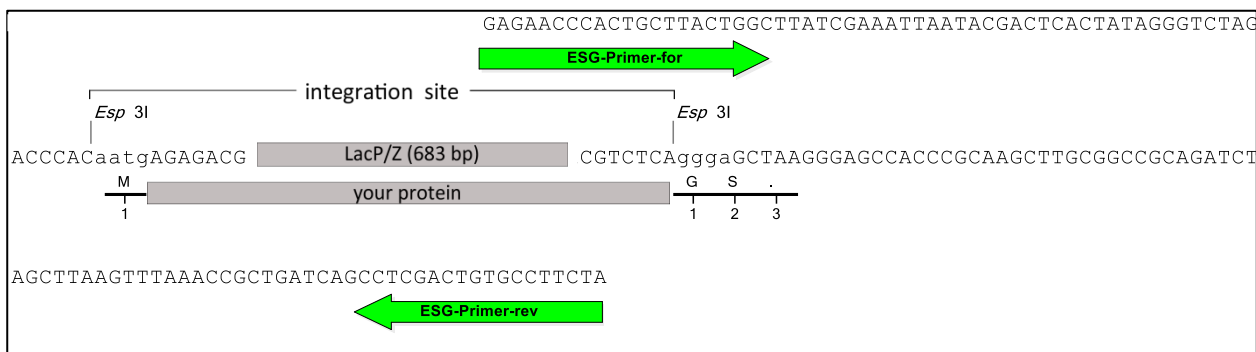 GAGAACCCACTGCTTACTGGCTTATCGAAATTAATACGACTCACTATAGGGTCTAG
ESG-Primer-for
integration site
Esp 3I Esp 3I
ACCCACaatgAGAGACG LacP/Z (683 bp) CGTCTCAgggaGCTAAGGGAGCCACCCGCAAGCTTGCGGCCGCAGATCT
M your protein G S .
1 1 2 3
AGCTTAAGTTTAAACCGCTGATCAGCCTCGACTGTGCCTTCTA
ESG-Primer-rev